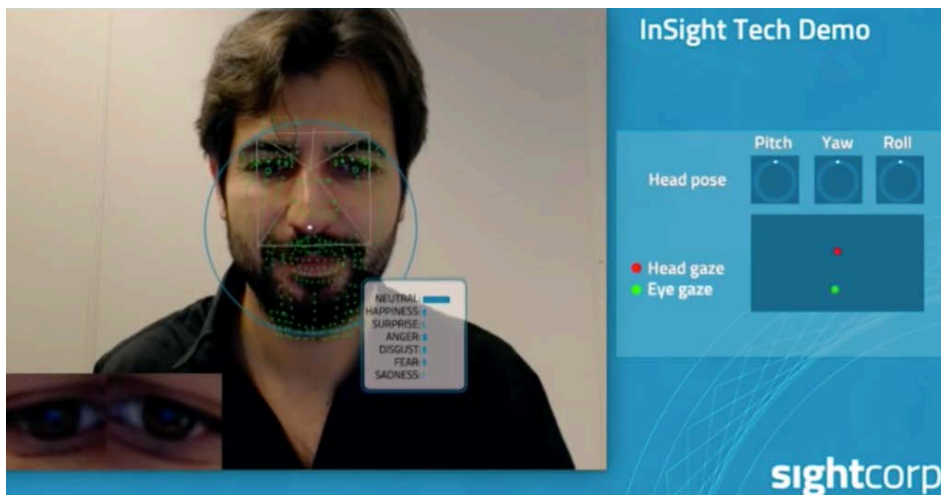 InSight Tech Demo
Pitch Yaw Roll
Head pose
Head gaze
Eye gaze
NEUTRAL:
HAPPINESS:
SURPRISE:
ANGER:
DISGUST:
FEAR:
SADNESS:
sightcorp